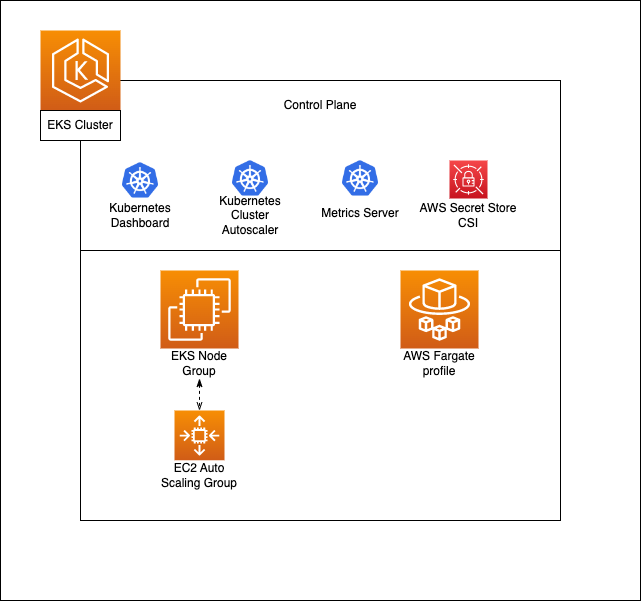 EKS Cluster
Control Plane
Kubernetes
Dashboard
Kubernetes
Cluster
Autoscaler
Metrics Server
AWS Secret Store
CSI
EKS Node
Group
AWS Fargate
profile
EC2 Auto
Scaling Group